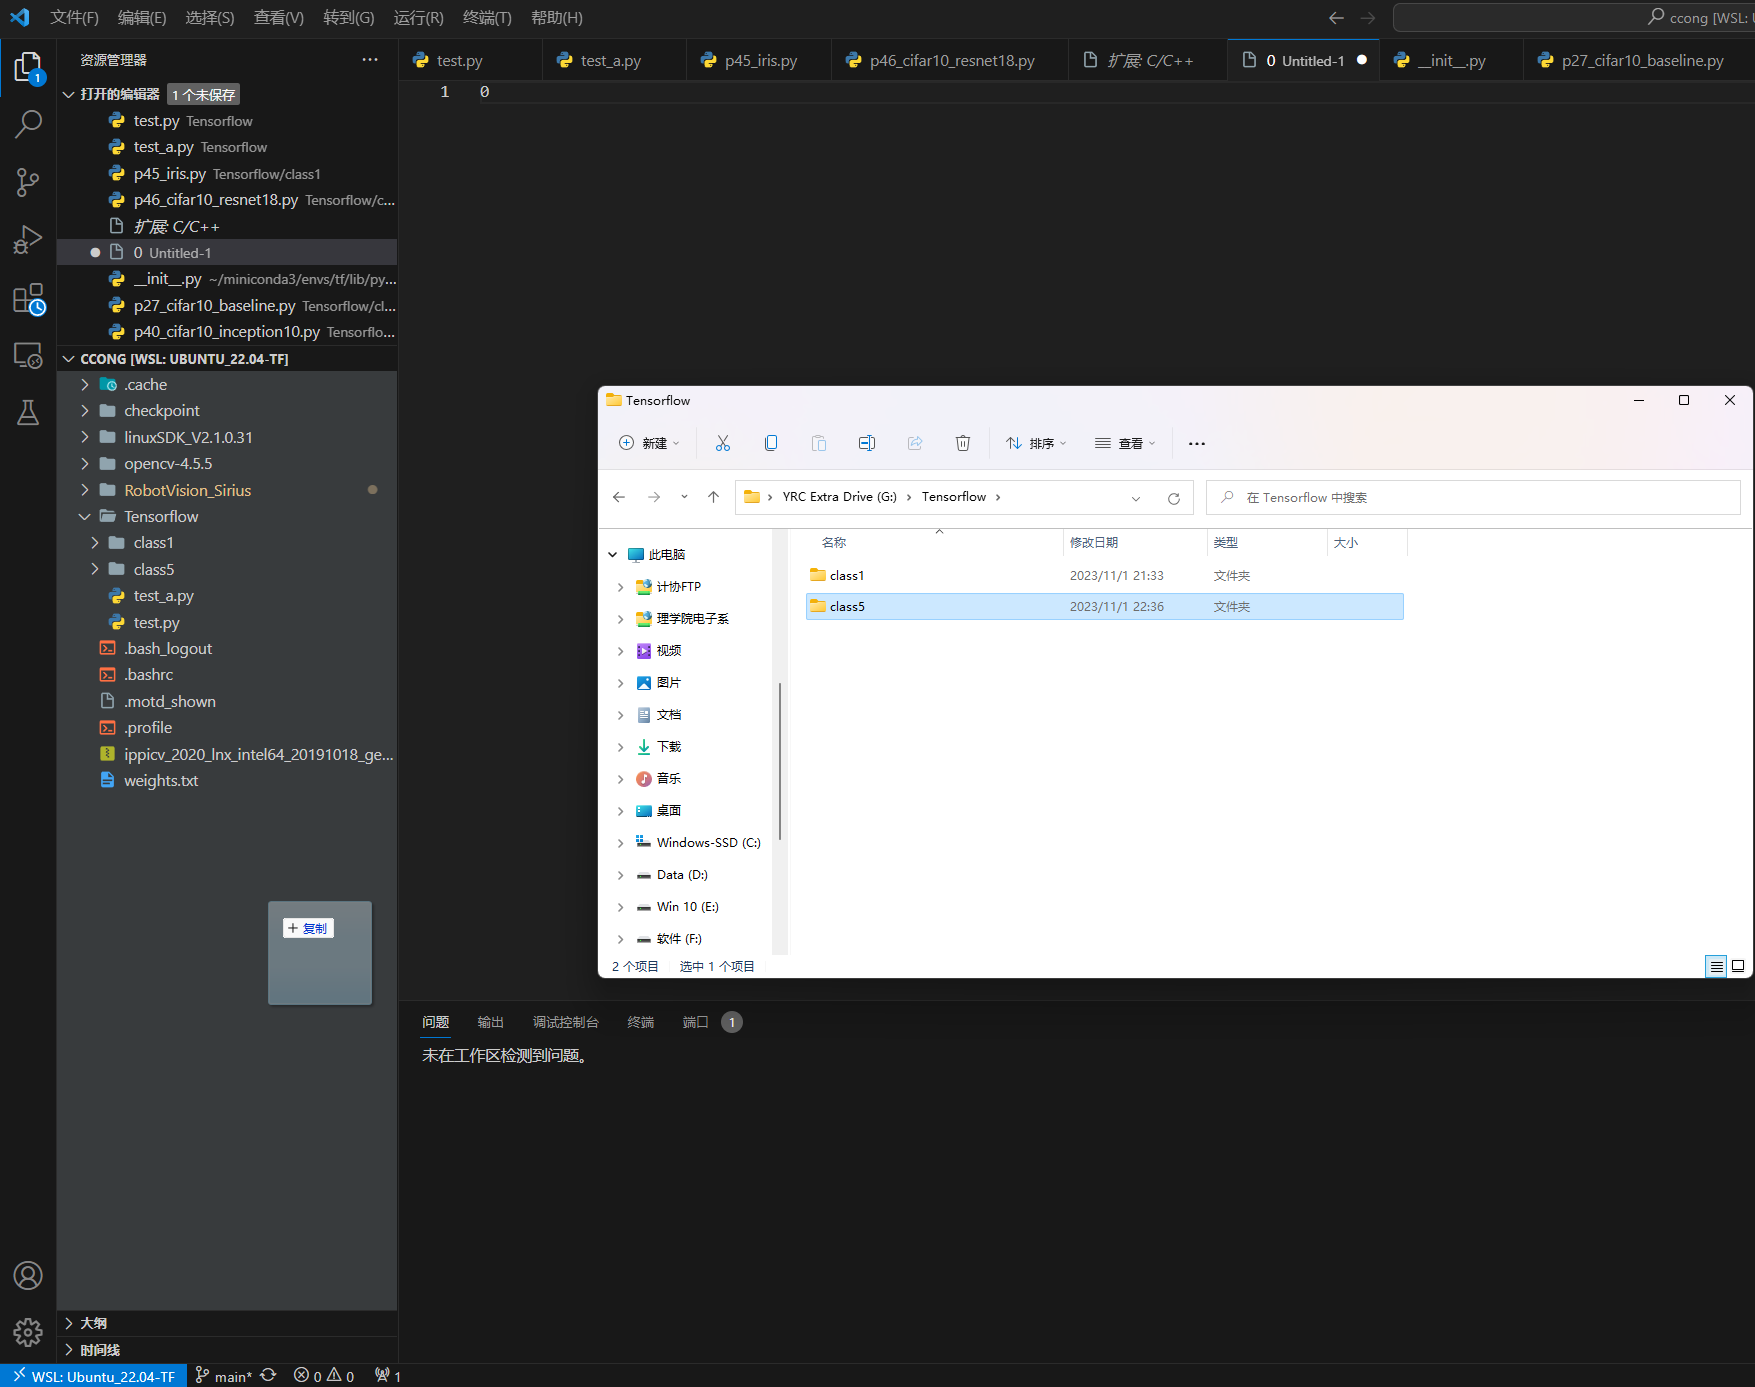 文件(F) 编辑(E) 选择(S) 查看(V) 转到(G) 运行(R) 终端(T) 帮助(H)
ccong [WSL:
资源管理器
打开的编辑器 1 个未保存
test.py Tensorflow
test_a.py Tensorflow
p45_iris.py Tensorflow/class1
p46_cifar10_resnet18.py Tensorflow/c...
扩展: C/C++
0 Untitled-1
__init__.py ~/miniconda3/envs/tf/lib/py...
p27_cifar10_baseline.py Tensorflow/cl...
p40_cifar10_inception10.py Tensorflo...
CCONG [WSL: UBUNTU_22.04-TF]
.cache
checkpoint
linuxSDK_V2.1.0.31
opencv-4.5.5
RobotVision_Sirius
Tensorflow
class1
class5
test_a.py
test.py
.bash_logout
.bashrc
.motd_shown
.profile
ippicv_2020_lnx_intel64_20191018_ge...
weights.txt
+ 复制
大纲
时间线
test.py test_a.py p45_iris.py p46_cifar10_resnet18.py 扩展: C/C++ 0 Untitled-1 __init__.py p27_cifar10_baseline.py
1 0
Tensorflow
新建 排序 查看
YRC Extra Drive (G:) Tensorflow
在 Tensorflow 中搜索
此电脑
计协FTP
理学院电子系
视频
图片
文档
下载
音乐
桌面
Windows-SSD (C:)
Data (D:)
Win 10 (E:)
软件 (F:)
名称 修改日期 类型 大小
class1 2023/11/1 21:33 文件夹
class5 2023/11/1 22:36 文件夹
2 个项目 选中 1 个项目
问题 输出 调试控制台 终端 端口 1
未在工作区检测到问题。
1
WSL: Ubuntu_22.04-TF main* 0 0 1